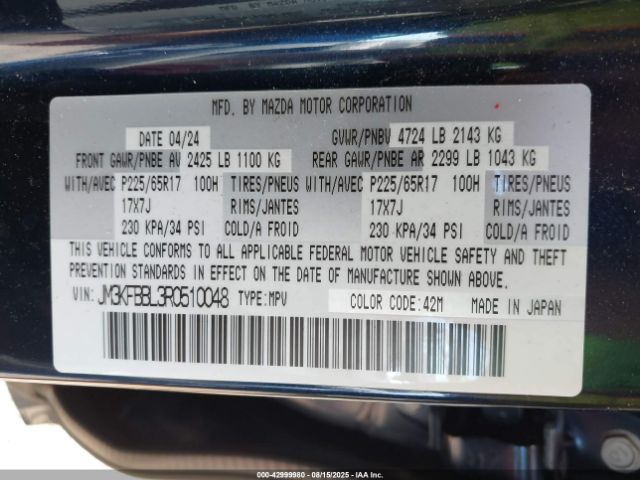 MFD. BY MAZDA MOTOR CORPORATION
DATE 04/24 GVWR/PNBV 4724 LB 2143 KG
FRONT GAWR/PNBE AV 2425 LB 1100 KG REAR GAWR/PNBE AR 2299 LB 1043 KG
WITH/AVEC P225/65R17 100H TIRES/PNEUS WITH/AVEC P225/65R17 100H TIRES/PNEUS
17X7J RIMS/JANTES 17X7J RIMS/JANTES
230 KPA/34 PSI COLD/A FROID 230 KPA/34 PSI COLD/A FROID
THIS VEHICLE CONFORMS TO ALL APPLICABLE FEDERAL MOTOR VEHICLE SAFETY AND THEFT
PREVENTION STANDARDS IN EFFECT ON THE DATE OF MANUFACTURE SHOWN ABOVE.
VIN: JM3KFBBL3R0510048 TYPE:MPV COLOR CODE:42M MADE IN JAPAN
000-42999980 - 08/15/2025 - IAAI.COM